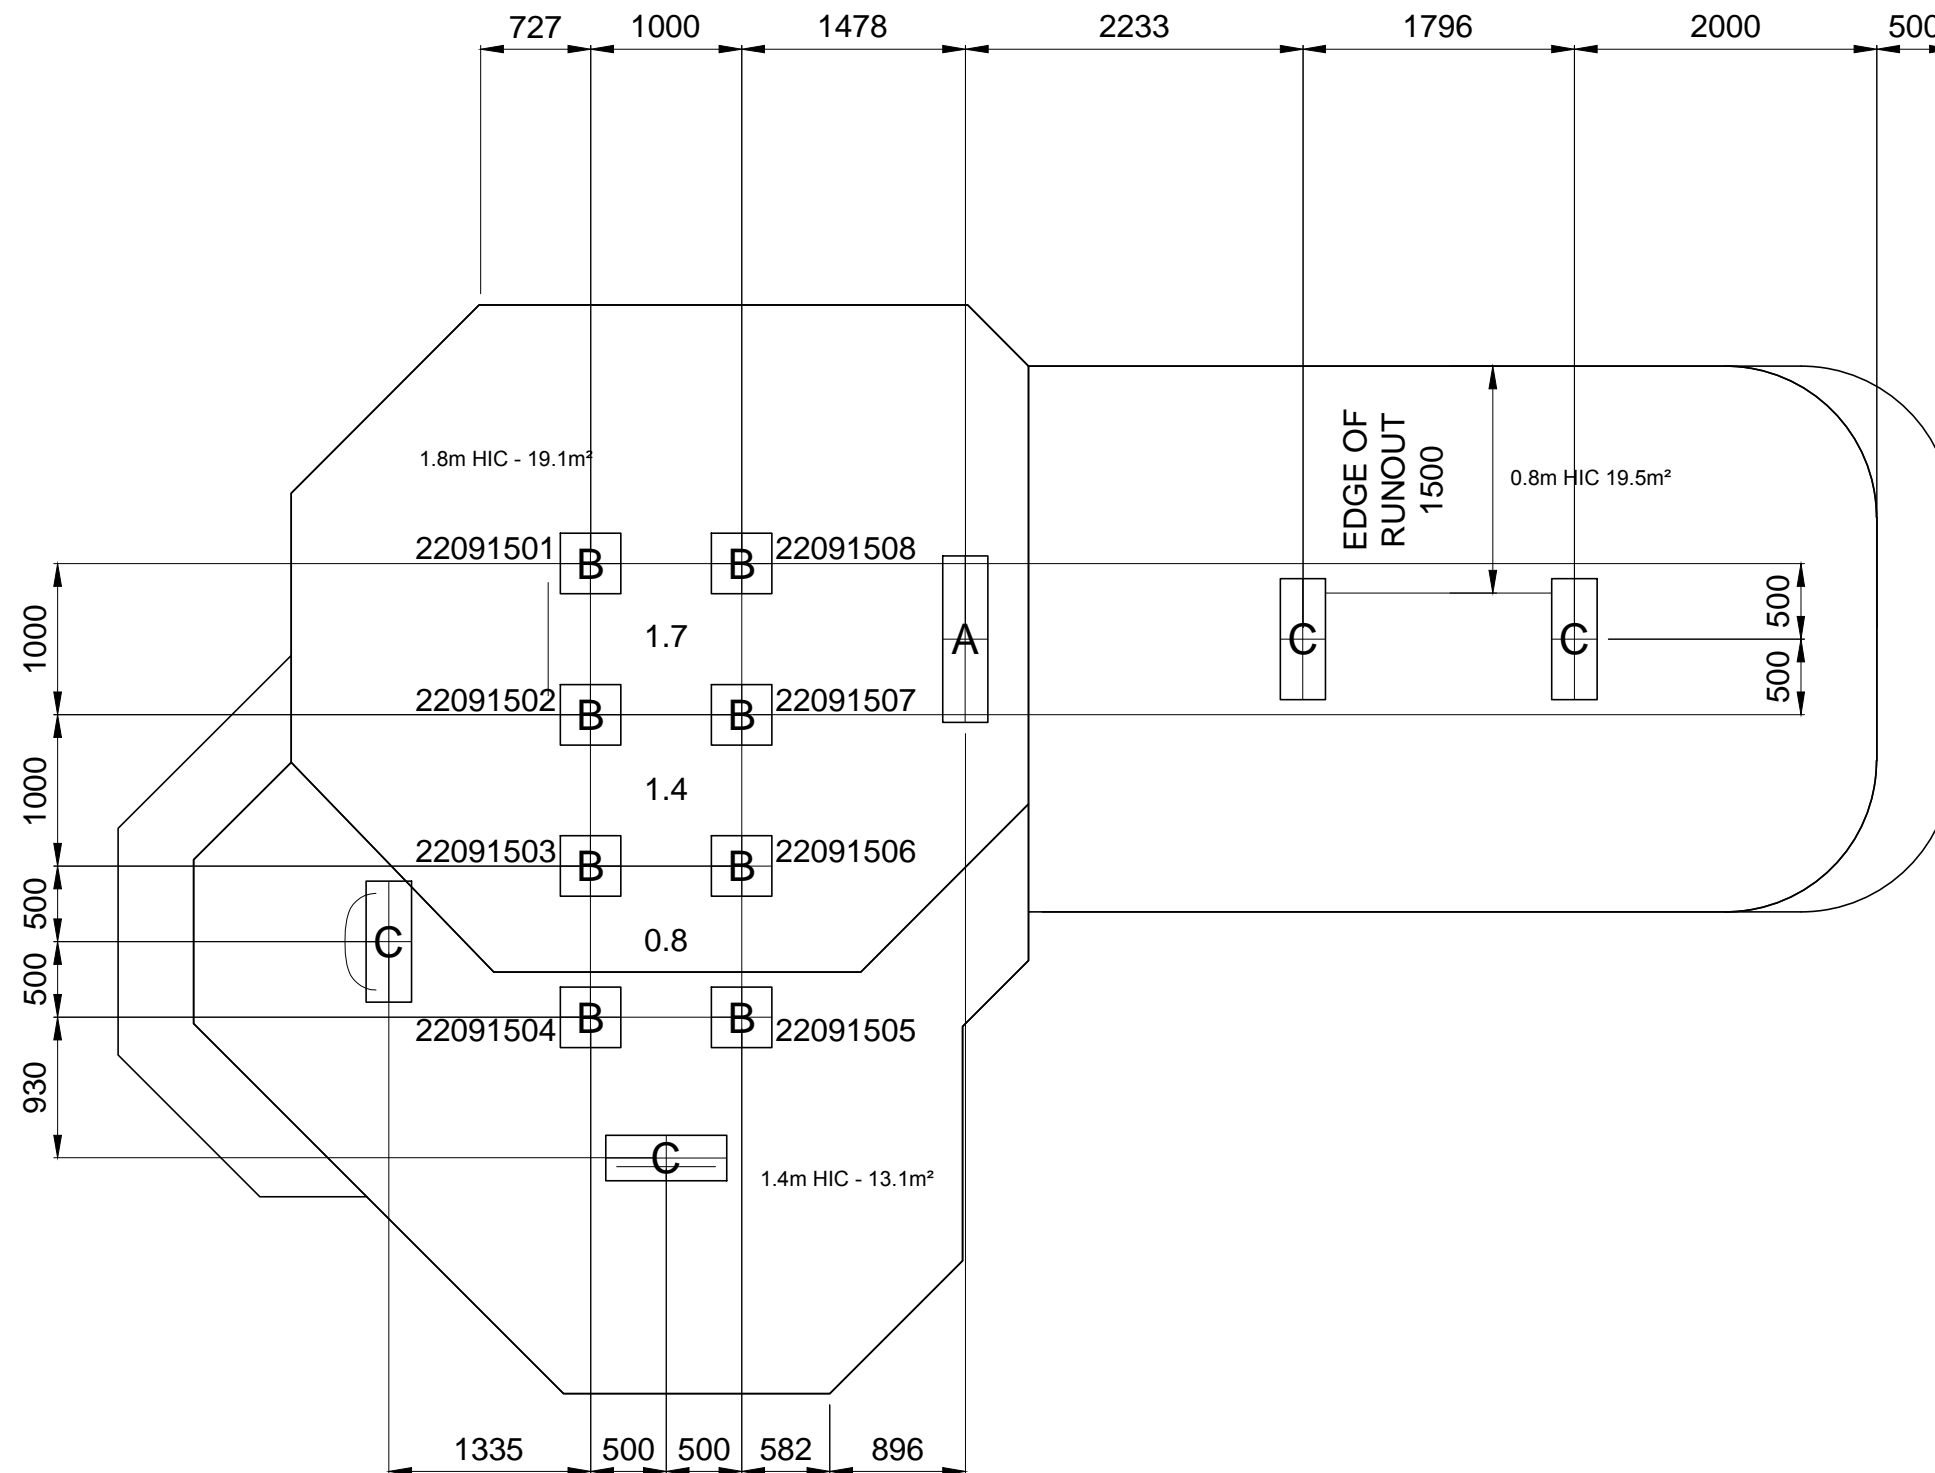 727
1000
1478
2233
1796
2000
500
1.8m HIC - 19.1m²
EDGE OF
RUNOUT
1500
0.8m HIC 19.5m²
22091501
B
B
22091508
1000
1.7
A
C
C
500
500
22091502
B
B
22091507
1000
1.4
22091503
B
B
22091506
500
C
0.8
500
22091504
B
B
22091505
930
C
1.4m HIC - 13.1m²
1335
500
500
582
896